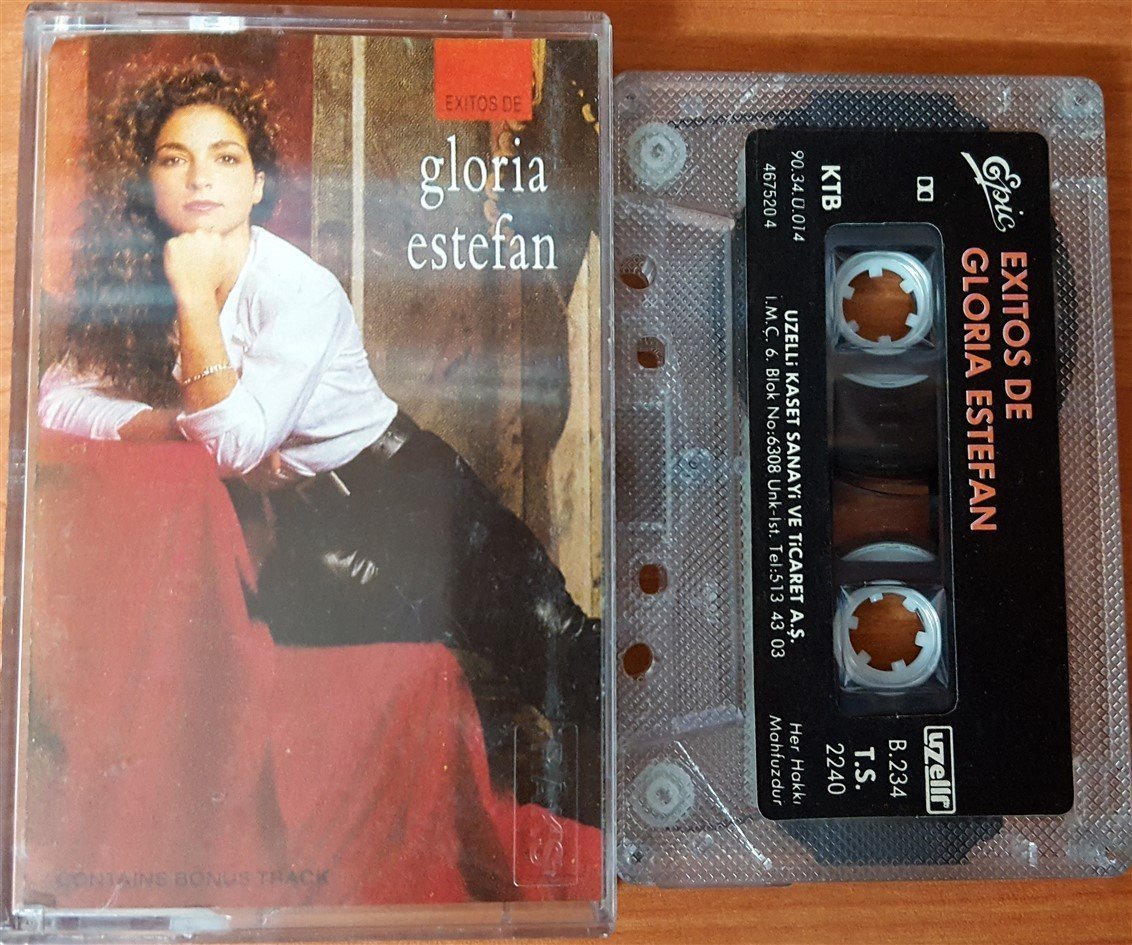 EXITOS DE
gloria
estefan
CONTAINS BONUS TRACK
Epic
EXITOS DE
GLORIA ESTEFAN
KTB
90.34.Ü.014
467520 4
UZELLİ KASET SANAYİ VE TİCARET A.Ş.
İ.M.Ç. 6. Blok No:6308 Unk-İst. Tel:513 43 03
uzelli
B.234
T.S.
2240
Her Hakkı
Mahfuzdur